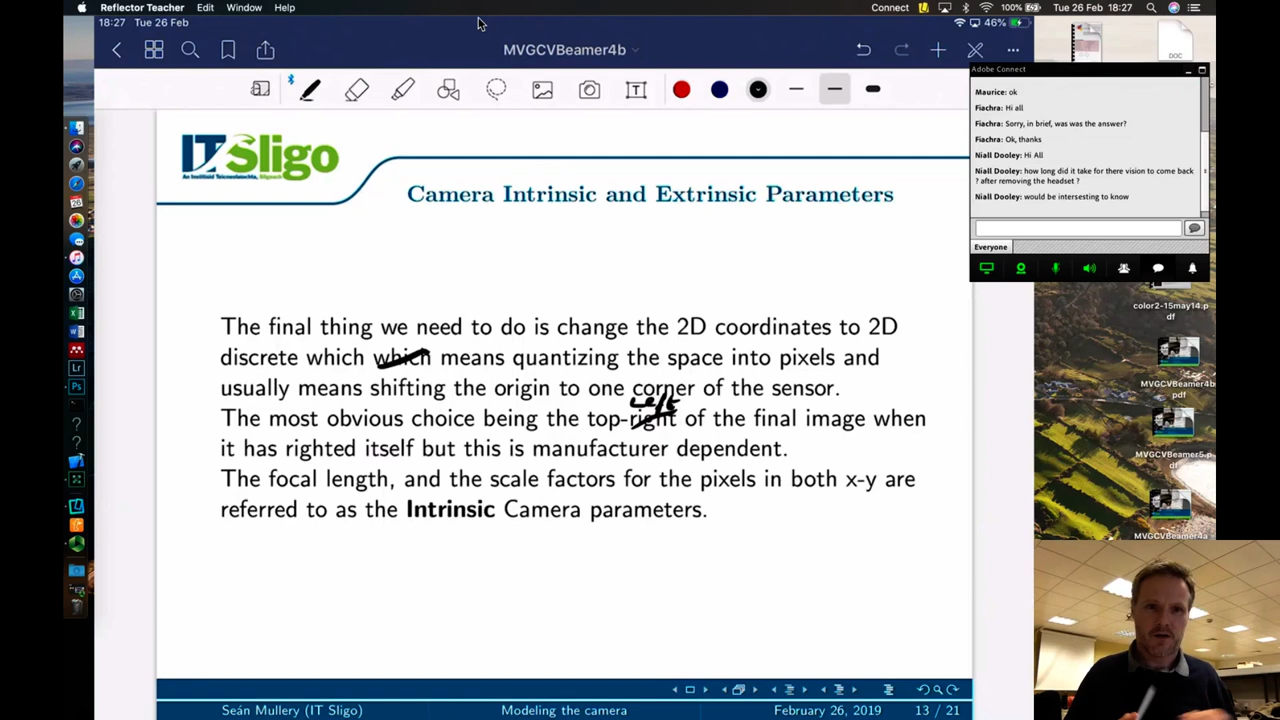 Reflector Teacher Edit Window Help
Connect 100% Tue 26 Feb 18:27
18:27 Tue 26 Feb
46%
MVGCVBeamer4b
DOC
Adobe Connect
Maurice: ok
Fiachra: Hi all
Fiachra: Sorry, in brief, was was the answer?
Fiachra: Ok, thanks
Niall Dooley: Hi All
Niall Dooley: how long did it take for there vision to come back
? after removing the headset ?
Niall Dooley: would be intersesting to know
Everyone
IT Sligo
Camera Intrinsic and Extrinsic Parameters
The final thing we need to do is change the 2D coordinates to 2D
discrete which which means quantizing the space into pixels and
usually means shifting the origin to one corner of the sensor.
left
The most obvious choice being the top-right of the final image when
it has righted itself but this is manufacturer dependent.
The focal length, and the scale factors for the pixels in both x-y are
referred to as the Intrinsic Camera parameters.
color2-15may14.p
df
MVGCVBeamer4b
MVGCVBeamer5.p
df
MVGCVBeamer4a
Lr
Ps
Seán Mullery (IT Sligo) Modeling the camera February 26, 2019 13 / 21